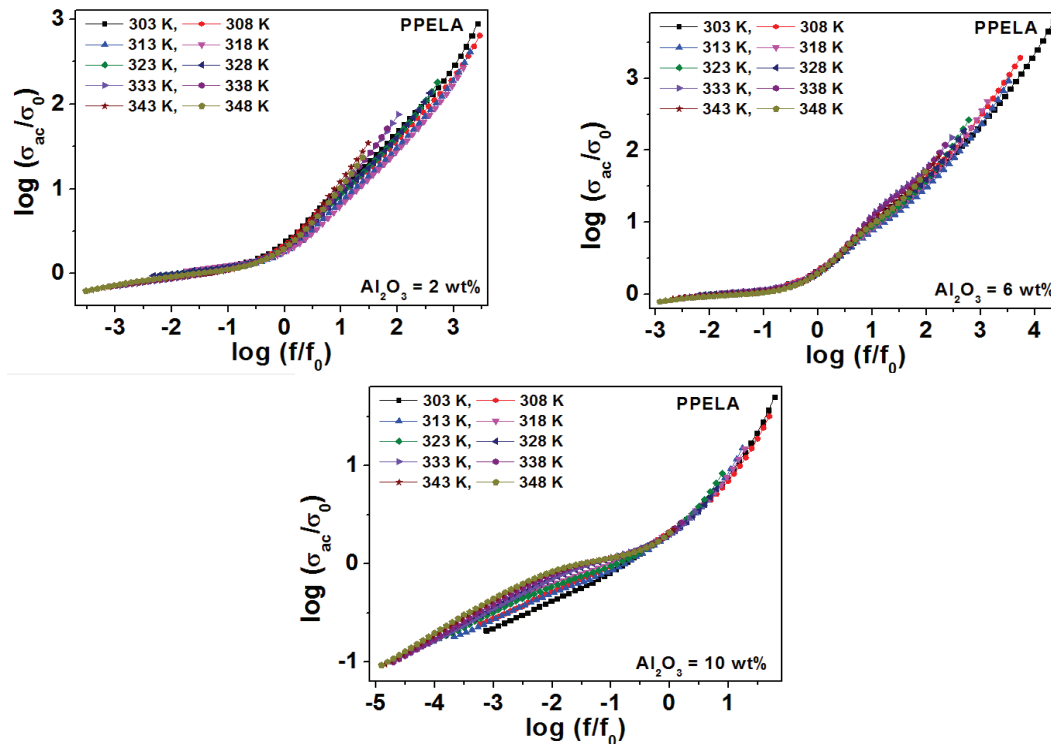 303 K, 308 K PPELA
313 K, 318 K
323 K, 328 K
333 K, 338 K
343 K, 348 K
3
2
1
0
log (σac/σ0)
Al2O3 = 2 wt%
-3 -2 -1 0 1 2 3
log (f/f0)
303 K, 308 K PPELA
313 K, 318 K
323 K, 328 K
333 K, 338 K
343 K, 348 K
3
2
1
0
log (σac/σ0)
Al2O3 = 6 wt%
-3 -2 -1 0 1 2 3 4
log (f/f0)
303 K, 308 K PPELA
313 K, 318 K
323 K, 328 K
333 K, 338 K
343 K, 348 K
1
0
-1
log (σac/σ0)
Al2O3 = 10 wt%
-5 -4 -3 -2 -1 0 1
log (f/f0)